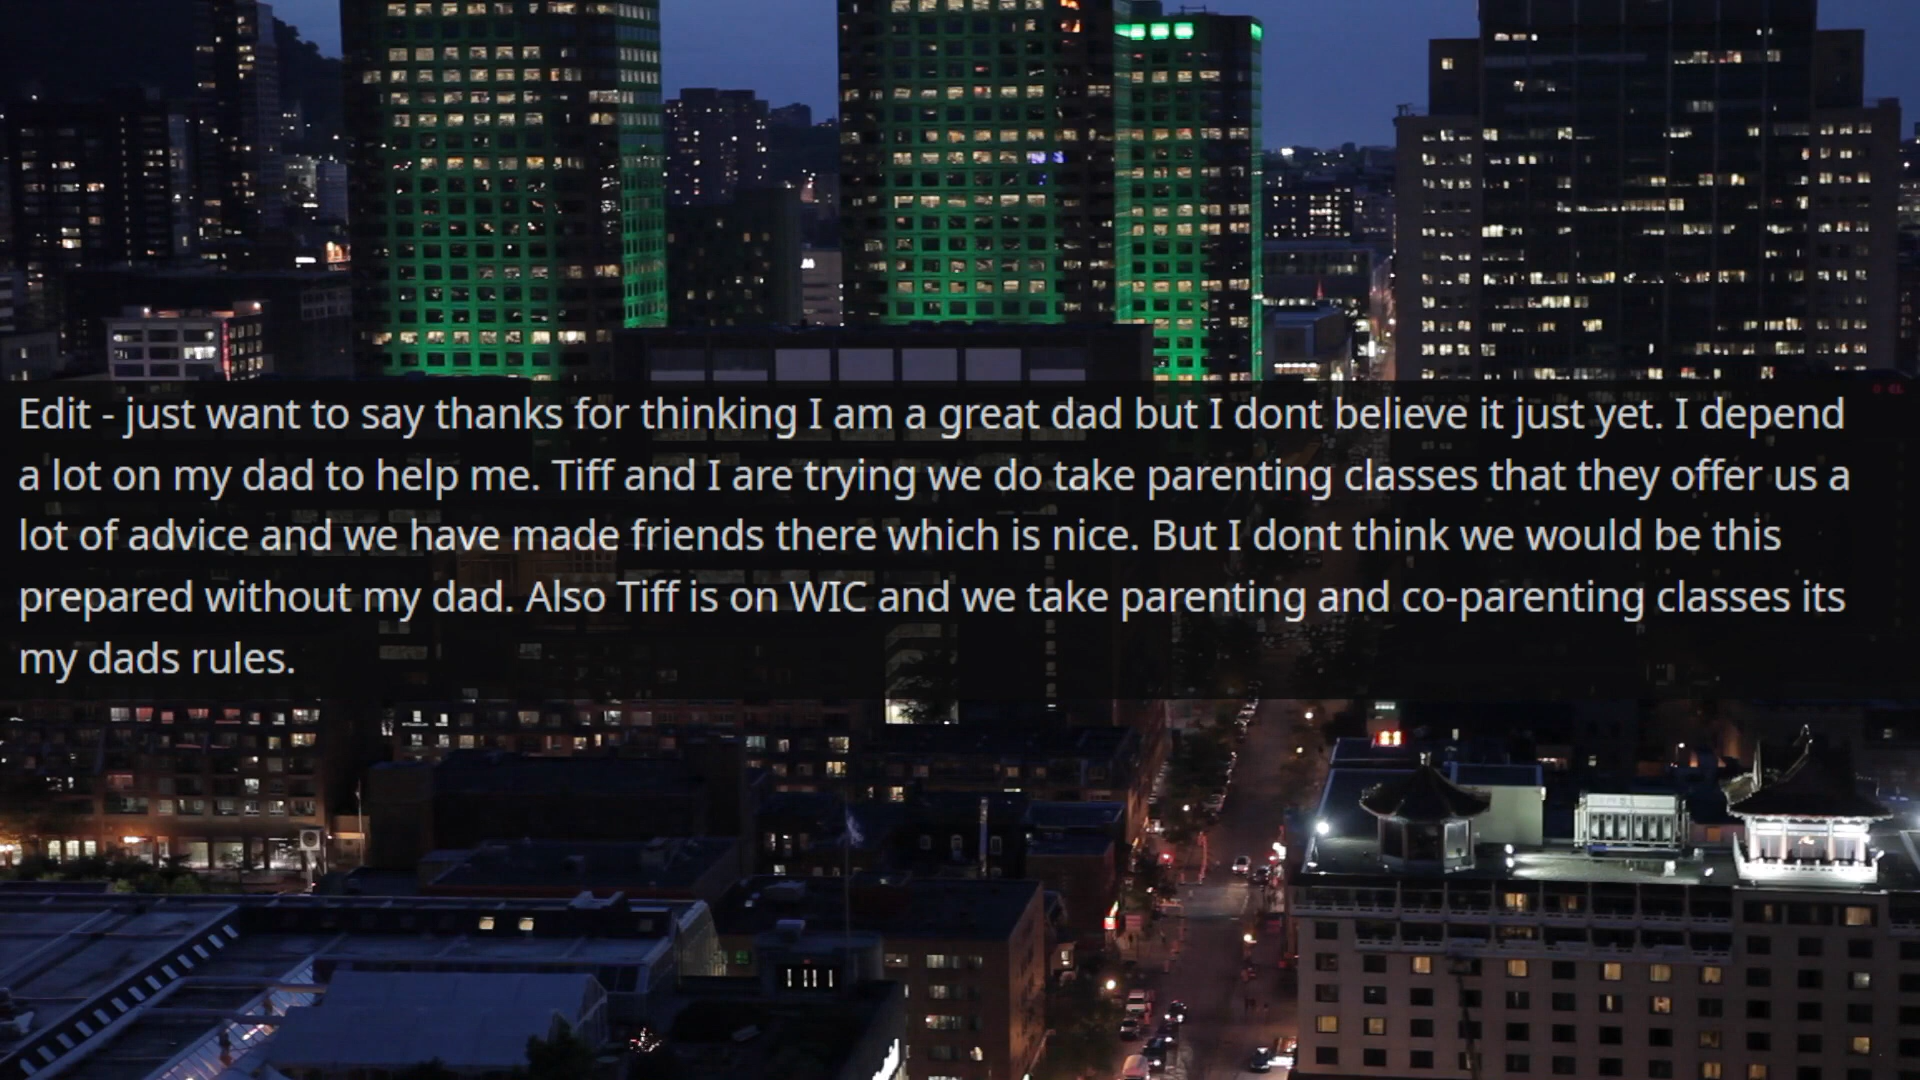 Edit - just want to say thanks for thinking I am a great dad but I dont believe it just yet. I depend
a lot on my dad to help me. Tiff and I are trying we do take parenting classes that they offer us a
lot of advice and we have made friends there which is nice. But I dont think we would be this
prepared without my dad. Also Tiff is on WIC and we take parenting and co-parenting classes its
my dads rules.